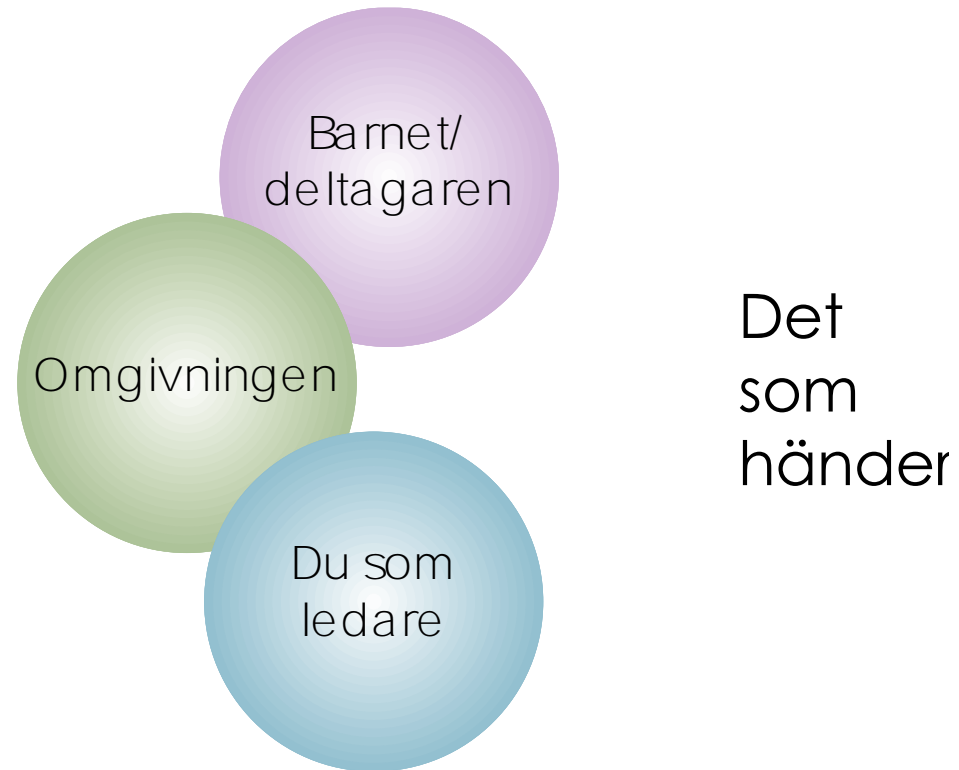 Barnet/
deltagaren
Omgivningen
Du som
ledare
Det
som
händer